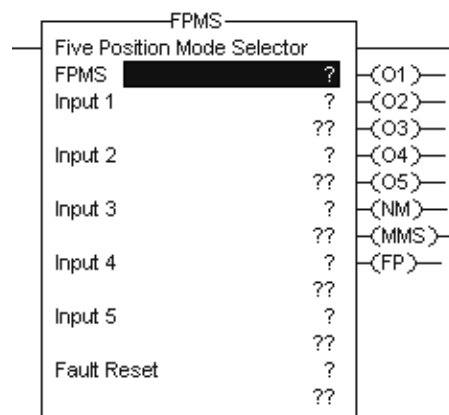 FPMS
Five Position Mode Selector
FPMS ? (O1)
Input 1 ? (O2)
?? (O3)
Input 2 ? (O4)
?? (O5)
Input 3 ? (NM)
?? (MMS)
Input 4 ? (FP)
??
Input 5 ?
??
Fault Reset ?
??